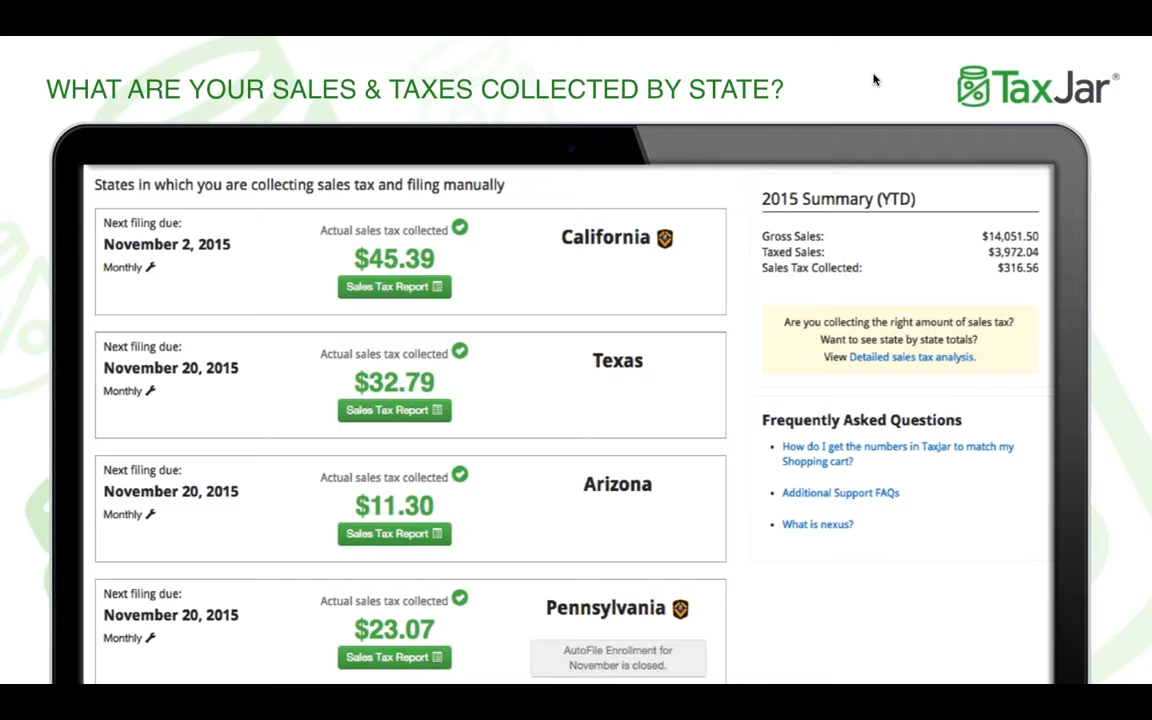 WHAT ARE YOUR SALES & TAXES COLLECTED BY STATE?
TaxJar®
States in which you are collecting sales tax and filing manually
Next filing due:
November 2, 2015
Monthly
Actual sales tax collected
$45.39
Sales Tax Report
California
Next filing due:
November 20, 2015
Monthly
Actual sales tax collected
$32.79
Sales Tax Report
Texas
Next filing due:
November 20, 2015
Monthly
Actual sales tax collected
$11.30
Sales Tax Report
Arizona
Next filing due:
November 20, 2015
Monthly
Actual sales tax collected
$23.07
Sales Tax Report
Pennsylvania
AutoFile Enrollment for
November is closed.
2015 Summary (YTD)
Gross Sales: $14,051.50
Taxed Sales: $3,972.04
Sales Tax Collected: $316.56
Are you collecting the right amount of sales tax?
Want to see state by state totals?
View Detailed sales tax analysis.
Frequently Asked Questions
• How do I get the numbers in TaxJar to match my
Shopping cart?
• Additional Support FAQs
• What is nexus?